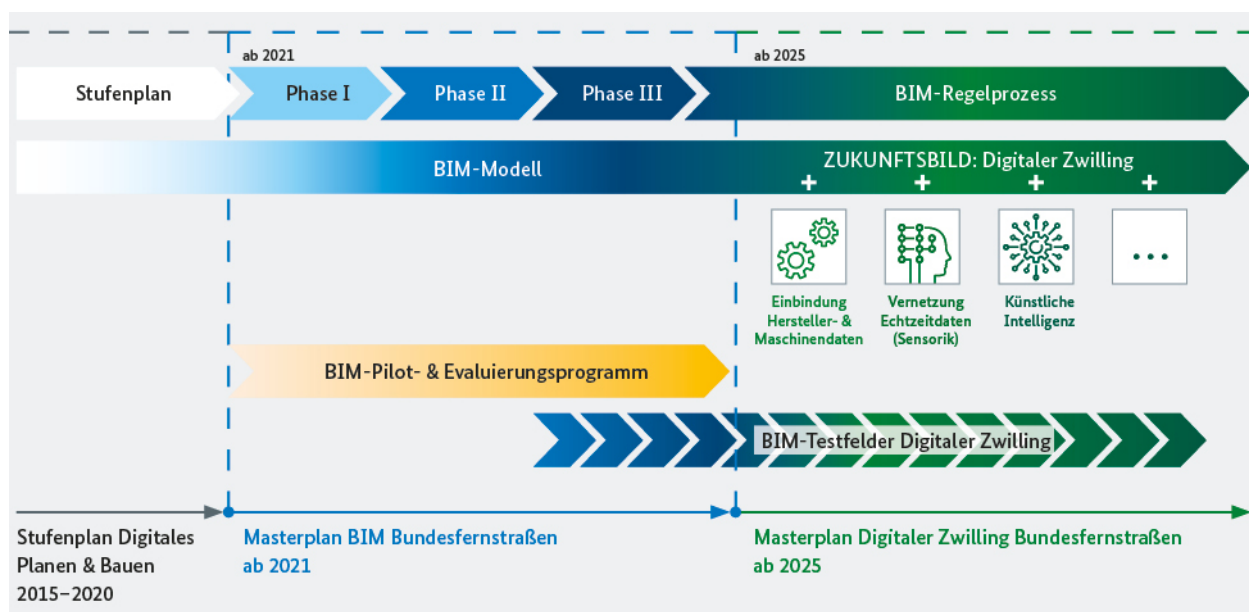 ab 2021
ab 2025
Stufenplan
Phase I
Phase II
Phase III
BIM-Regelprozess
BIM-Modell
ZUKUNFTSBILD: Digitaler Zwilling
+ + + +
...
Einbindung
Hersteller- &
Maschinendaten
Vernetzung
Echtzeitdaten
(Sensorik)
Künstliche
Intelligenz
BIM-Pilot- & Evaluierungsprogramm
BIM-Testfelder Digitaler Zwilling
Stufenplan Digitales
Planen & Bauen
2015–2020
Masterplan BIM Bundesfernstraßen
ab 2021
Masterplan Digitaler Zwilling Bundesfernstraßen
ab 2025